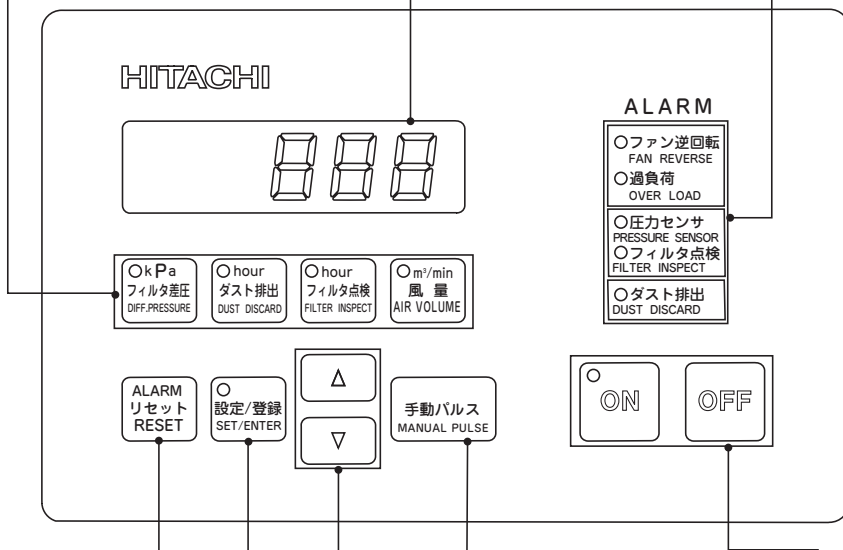 HITACHI
888
ALARM
ファン逆回転
FAN REVERSE
過負荷
OVER LOAD
圧力センサ
PRESSURE SENSOR
フィルタ点検
FILTER INSPECT
ダスト排出
DUST DISCARD
kPa
フィルタ差圧
DIFF.PRESSURE
hour
ダスト排出
DUST DISCARD
hour
フィルタ点検
FILTER INSPECT
m³/min
風 量
AIR VOLUME
ALARM
リセット
RESET
設定/登録
SET/ENTER
△
▽
手動パルス
MANUAL PULSE
ON
OFF